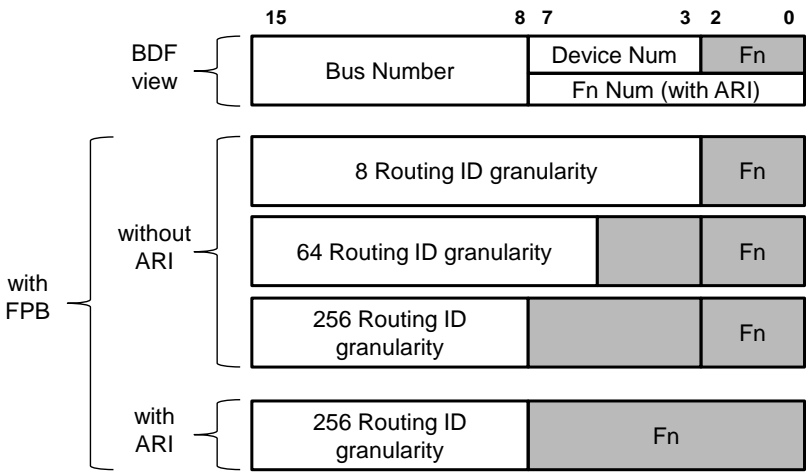 15 8 7 3 2 0
BDF
view
Bus Number
Device Num
Fn
Fn Num (with ARI)
with
FPB
without
ARI
8 Routing ID granularity
Fn
64 Routing ID granularity
Fn
256 Routing ID
granularity
Fn
with
ARI
256 Routing ID
granularity
Fn